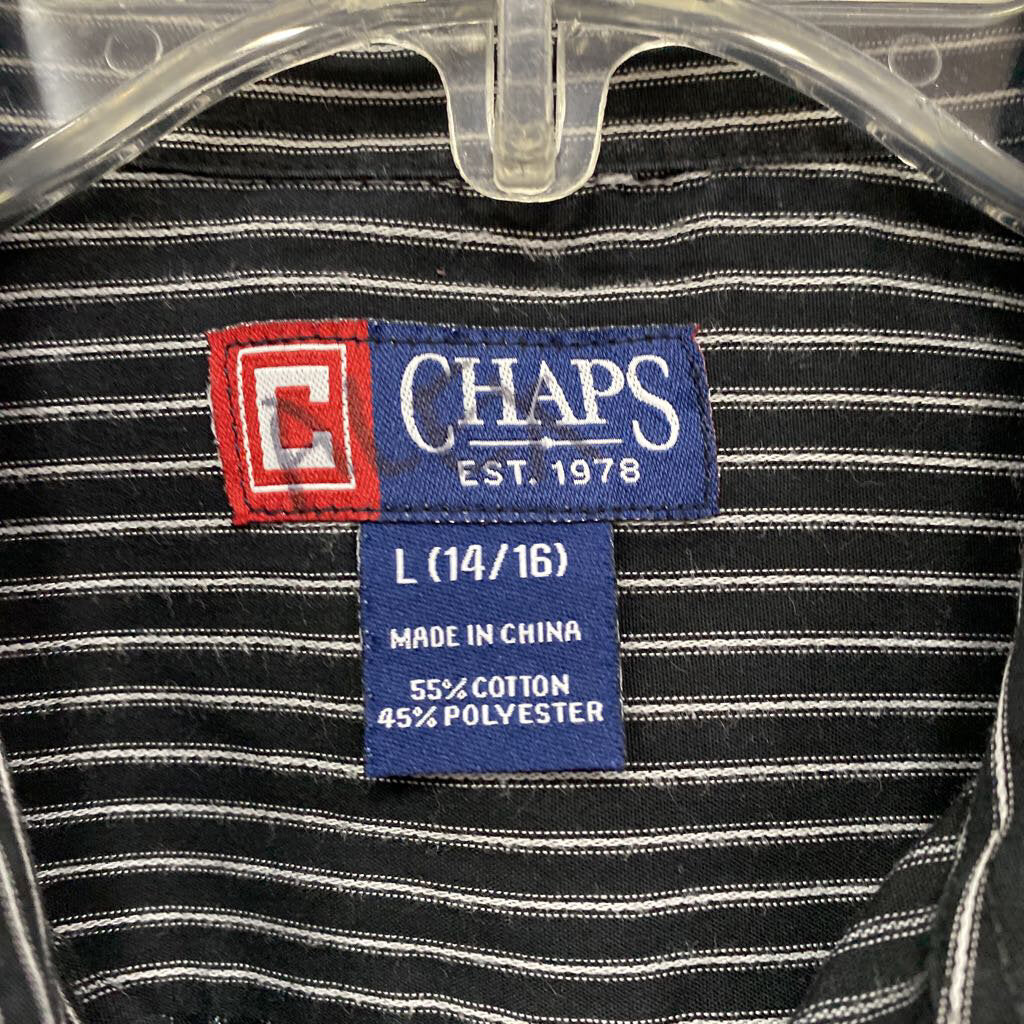 C CHAPS
EST. 1978
L (14/16)
MADE IN CHINA
55% COTTON
45% POLYESTER